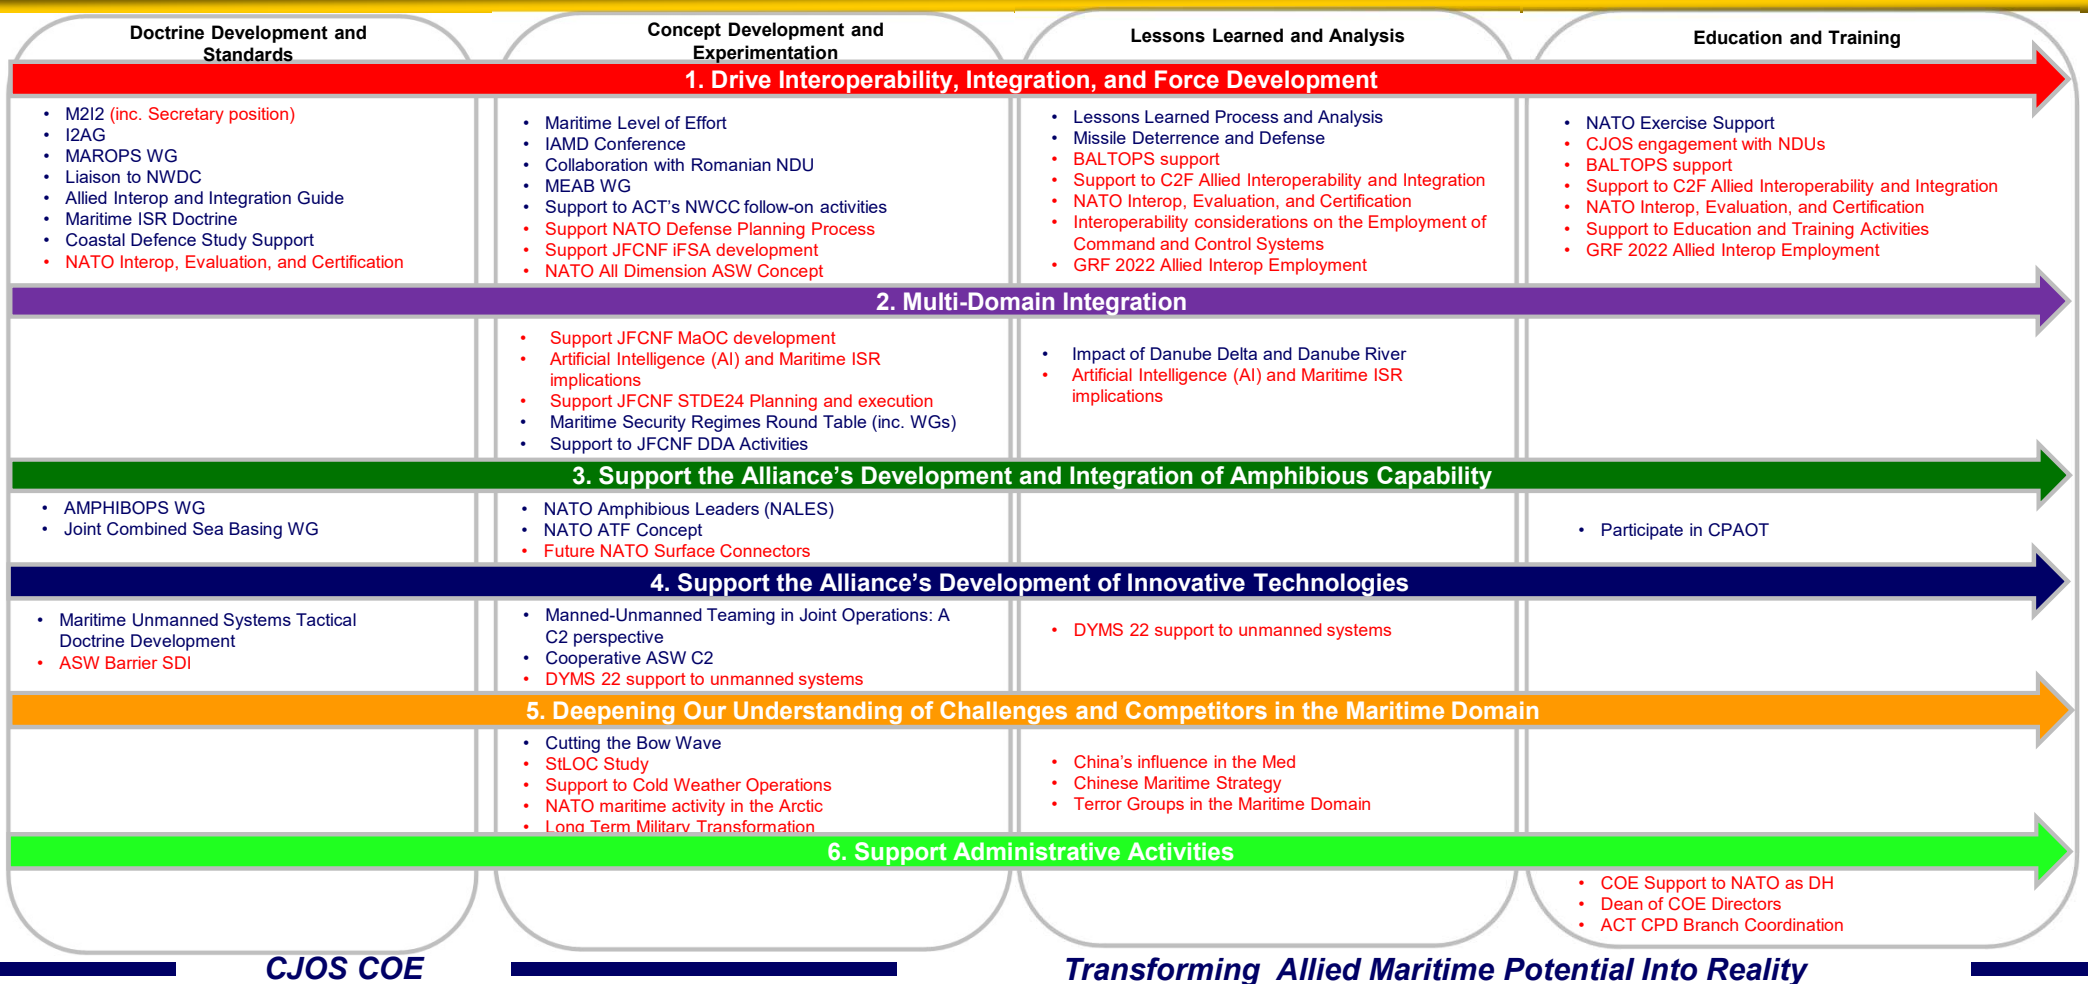 Doctrine Development and
Standards
Concept Development and
Experimentation
Lessons Learned and Analysis
Education and Training
1. Drive Interoperability, Integration, and Force Development
• M2I2 (inc. Secretary position)
• I2AG
• MAROPS WG
• Liaison to NWDC
• Allied Interop and Integration Guide
• Maritime ISR Doctrine
• Coastal Defence Study Support
• NATO Interop, Evaluation, and Certification
• Maritime Level of Effort
• IAMD Conference
• Collaboration with Romanian NDU
• MEAB WG
• Support to ACT's NWCC follow-on activities
• Support NATO Defense Planning Process
• Support JFCNF iFSA development
• NATO All Dimension ASW Concept
• Lessons Learned Process and Analysis
• Missile Deterrence and Defense
• BALTOPS support
• Support to C2F Allied Interoperability and Integration
• NATO Interop, Evaluation, and Certification
• Interoperability considerations on the Employment of
Command and Control Systems
• GRF 2022 Allied Interop Employment
• NATO Exercise Support
• CJOS engagement with NDUs
• BALTOPS support
• Support to C2F Allied Interoperability and Integration
• NATO Interop, Evaluation, and Certification
• Support to Education and Training Activities
• GRF 2022 Allied Interop Employment
2. Multi-Domain Integration
• Support JFCNF MaOC development
• Artificial Intelligence (AI) and Maritime ISR
implications
• Support JFCNF STDE24 Planning and execution
• Maritime Security Regimes Round Table (inc. WGs)
• Support to JFCNF DDA Activities
• Impact of Danube Delta and Danube River
• Artificial Intelligence (AI) and Maritime ISR
implications
3. Support the Alliance's Development and Integration of Amphibious Capability
• AMPHIBOPS WG
• Joint Combined Sea Basing WG
• NATO Amphibious Leaders (NALES)
• NATO ATF Concept
• Future NATO Surface Connectors
• Participate in CPAOT
4. Support the Alliance's Development of Innovative Technologies
• Maritime Unmanned Systems Tactical
Doctrine Development
• ASW Barrier SDI
• Manned-Unmanned Teaming in Joint Operations: A
C2 perspective
• Cooperative ASW C2
• DYMS 22 support to unmanned systems
• DYMS 22 support to unmanned systems
5. Deepening Our Understanding of Challenges and Competitors in the Maritime Domain
• Cutting the Bow Wave
• StLOC Study
• Support to Cold Weather Operations
• NATO maritime activity in the Arctic
• Long Term Military Transformation
• China's influence in the Med
• Chinese Maritime Strategy
• Terror Groups in the Maritime Domain
6. Support Administrative Activities
• COE Support to NATO as DH
• Dean of COE Directors
• ACT CPD Branch Coordination
CJOS COE
Transforming Allied Maritime Potential Into Reality